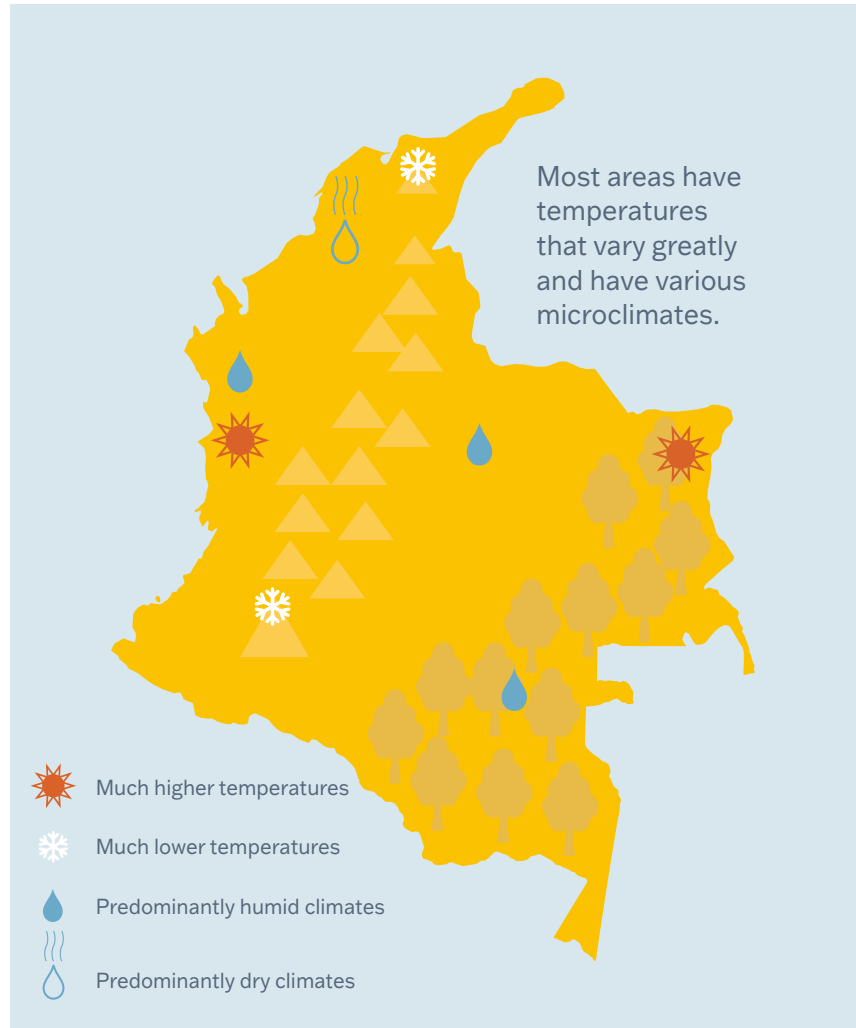 Most areas have
temperatures
that vary greatly
and have various
microclimates.
Much higher temperatures
Much lower temperatures
Predominantly humid climates
Predominantly dry climates